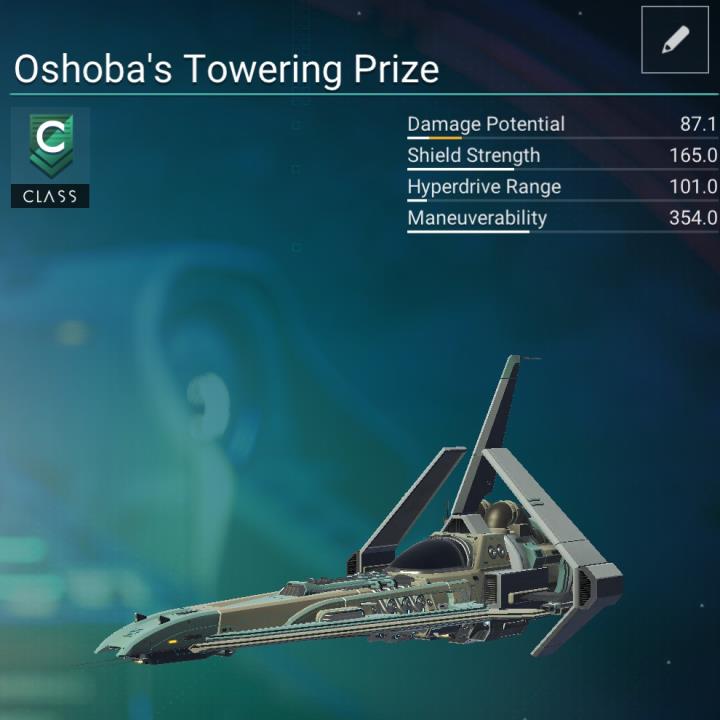 Oshoba's Towering Prize
C
CLASS
Damage Potential 87.1
Shield Strength 165.0
Hyperdrive Range 101.0
Maneuverability 354.0